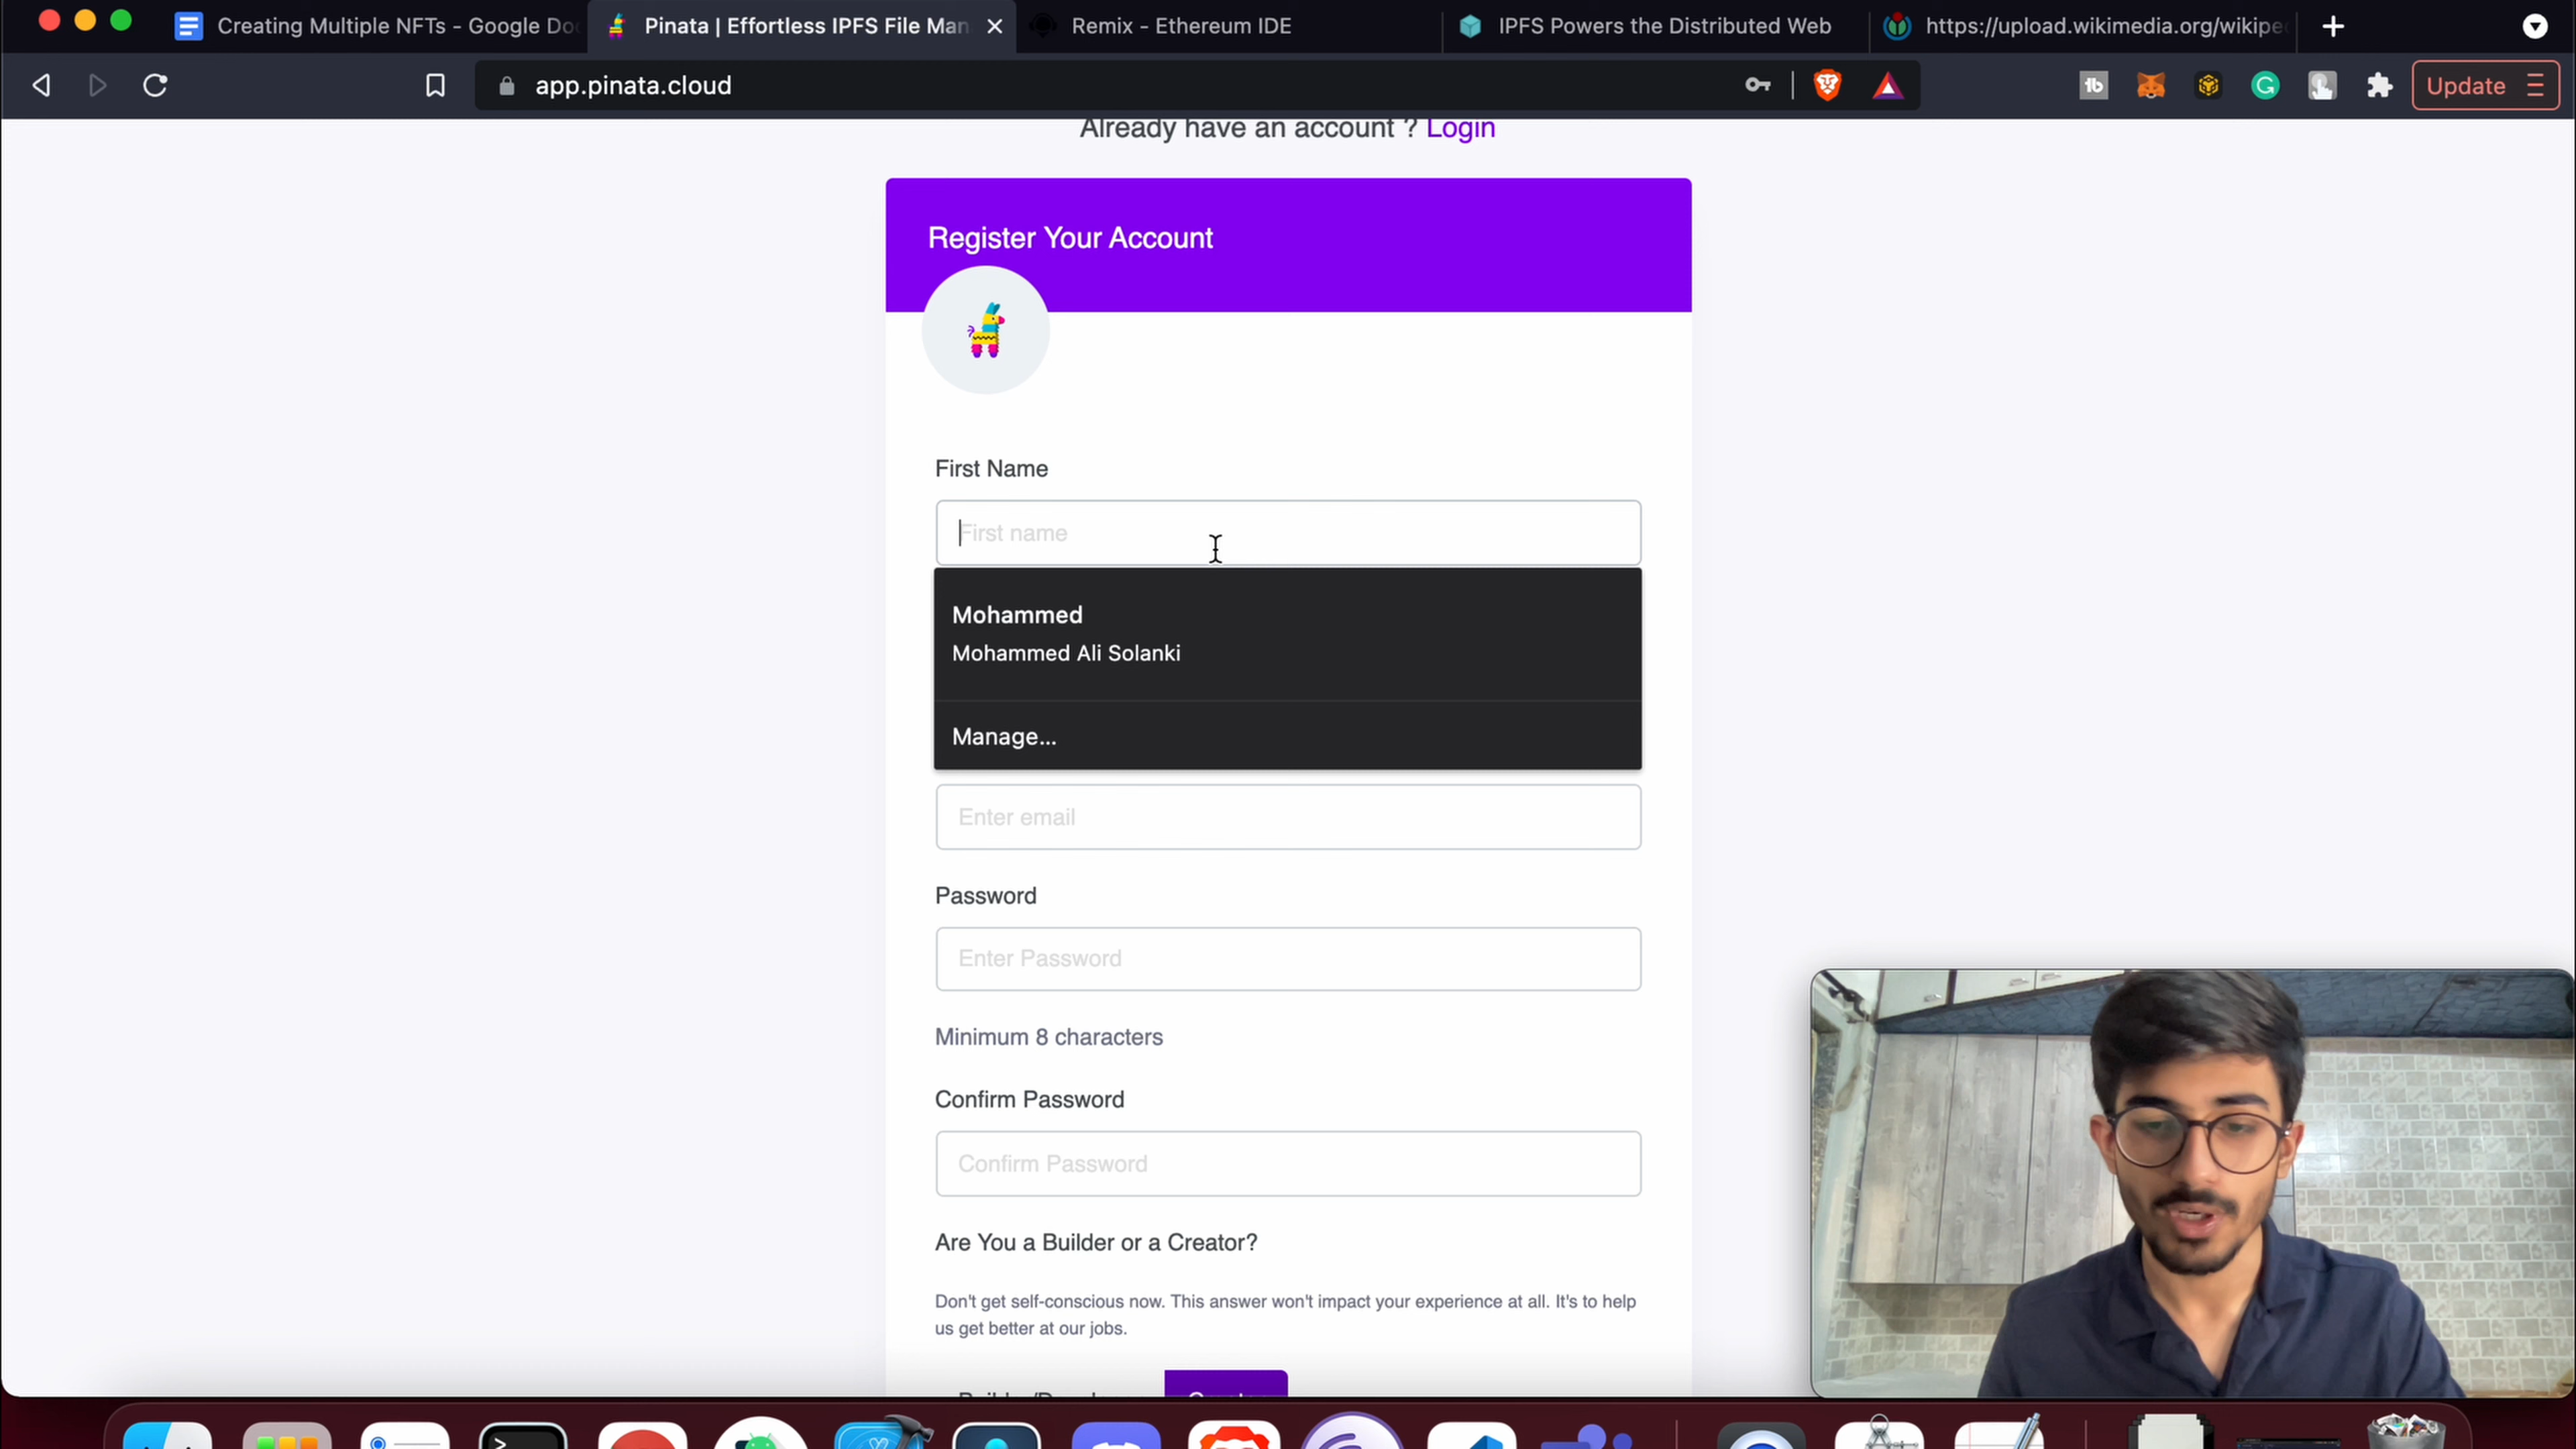 Creating Multiple NFTs - Google Do
Pinata | Effortless IPFS File Man
Remix - Ethereum IDE
IPFS Powers the Distributed Web
https://upload.wikimedia.org/wikipe
app.pinata.cloud
Update
Already have an account ? Login
Register Your Account
First Name
First name
Mohammed
Mohammed Ali Solanki
Manage...
Enter email
Password
Enter Password
Minimum 8 characters
Confirm Password
Confirm Password
Are You a Builder or a Creator?
Don't get self-conscious now. This answer won't impact your experience at all. It's to help
us get better at our jobs.